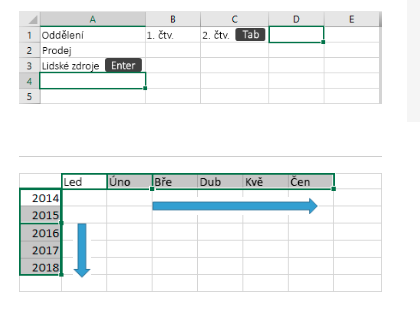 A B C D E
1 Oddělení 1. čtv. 2. čtv. Tab
2 Prodej
3 Lidské zdroje Enter
4
5
Led Úno Bře Dub Kvě Čen
2014
2015
2016
2017
2018